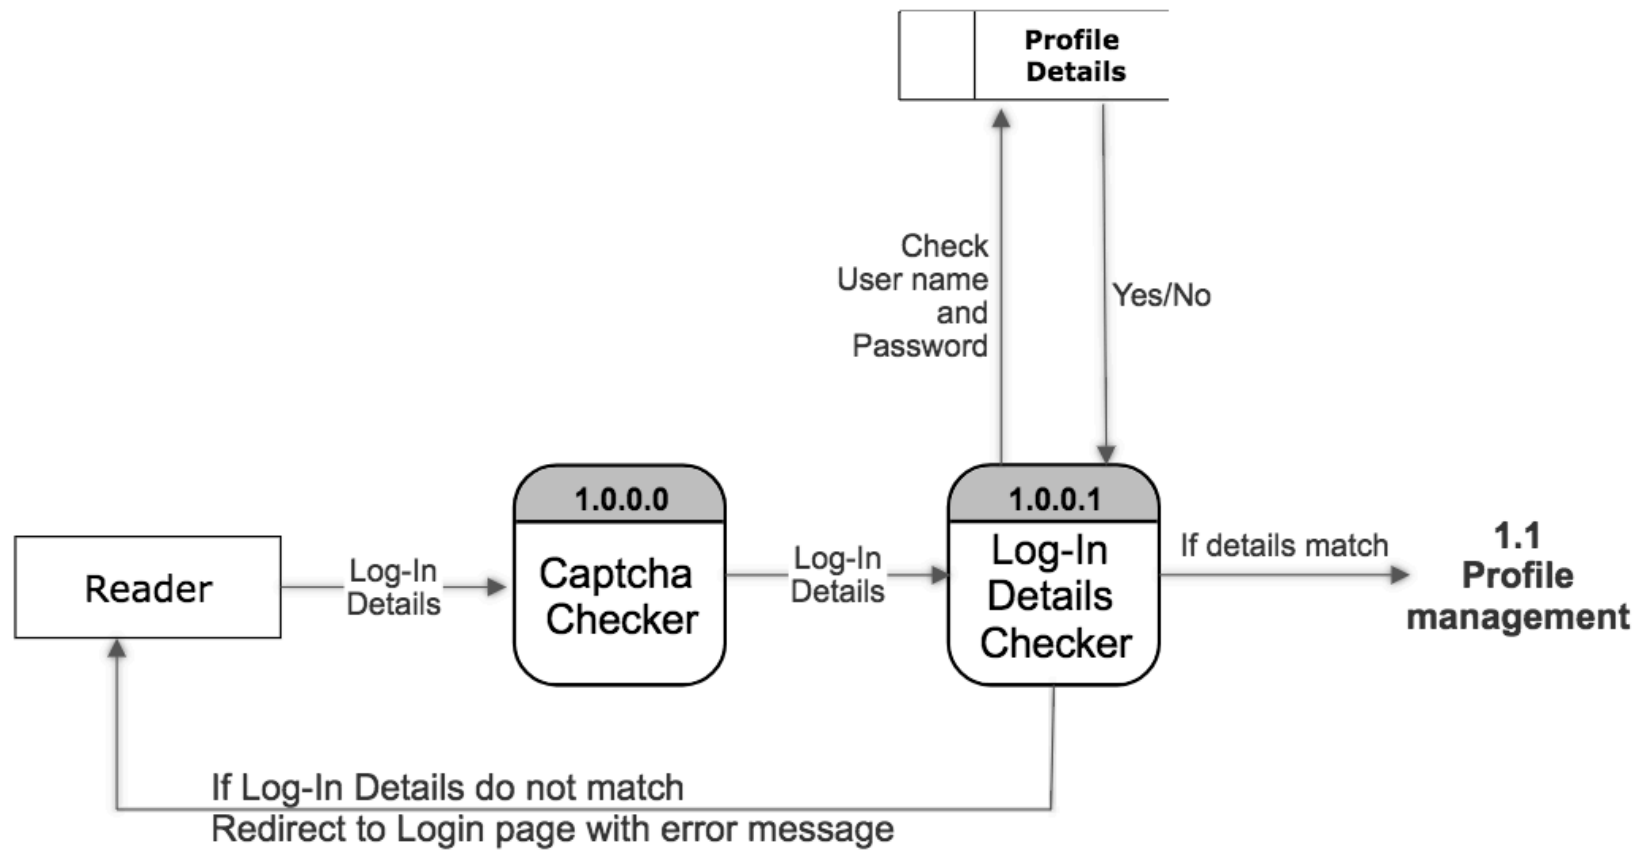 Profile
Details
Check
User name
and
Password
Yes/No
1.0.0.0
Captcha
Checker
1.0.0.1
Log-In
Details
Checker
Reader
Log-In
Details
Log-In
Details
If details match
1.1
Profile
management
If Log-In Details do not match
Redirect to Login page with error message